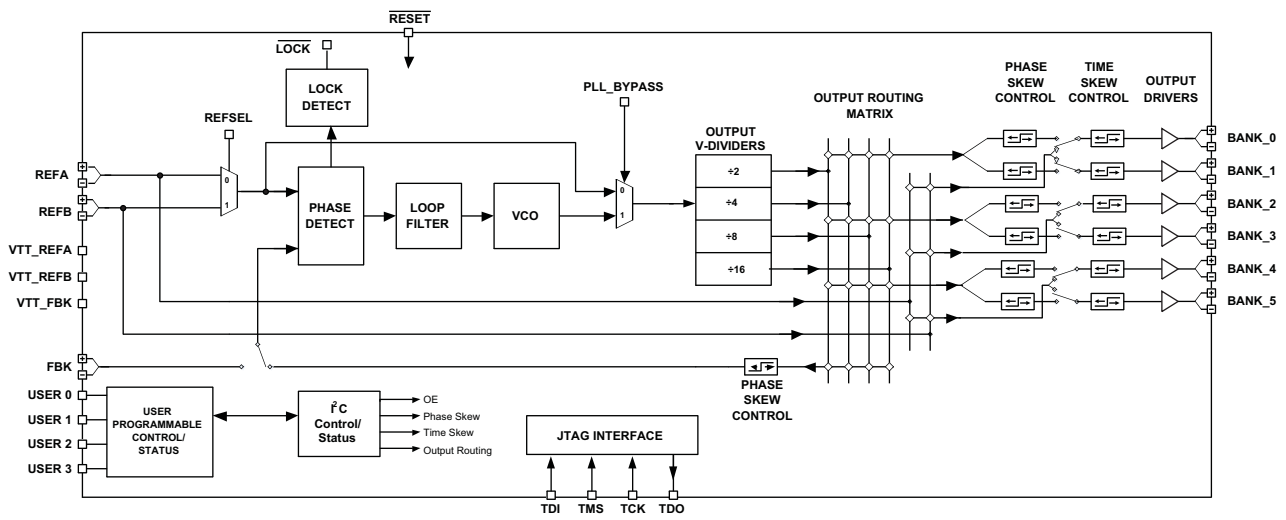 RESET
LOCK
LOCK
DETECT
REFSEL
PLL_BYPASS
OUTPUT
V-DIVIDERS
OUTPUT ROUTING
MATRIX
PHASE
SKEW
CONTROL
TIME
SKEW
CONTROL
OUTPUT
DRIVERS
REFA
REFB
VTT_REFA
VTT_REFB
VTT_FBK
FBK
+
−
+
−
+
−
0
1
PHASE
DETECT
LOOP
FILTER
VCO
0
1
÷2
÷4
÷8
÷16
+
BANK_0
−
+
BANK_1
−
+
BANK_2
−
+
BANK_3
−
+
BANK_4
−
+
BANK_5
−
PHASE
SKEW
CONTROL
USER 0
USER 1
USER 2
USER 3
USER
PROGRAMMABLE
CONTROL/
STATUS
I²C
Control/
Status
OE
Phase Skew
Time Skew
Output Routing
JTAG INTERFACE
TDI
TMS
TCK
TDO